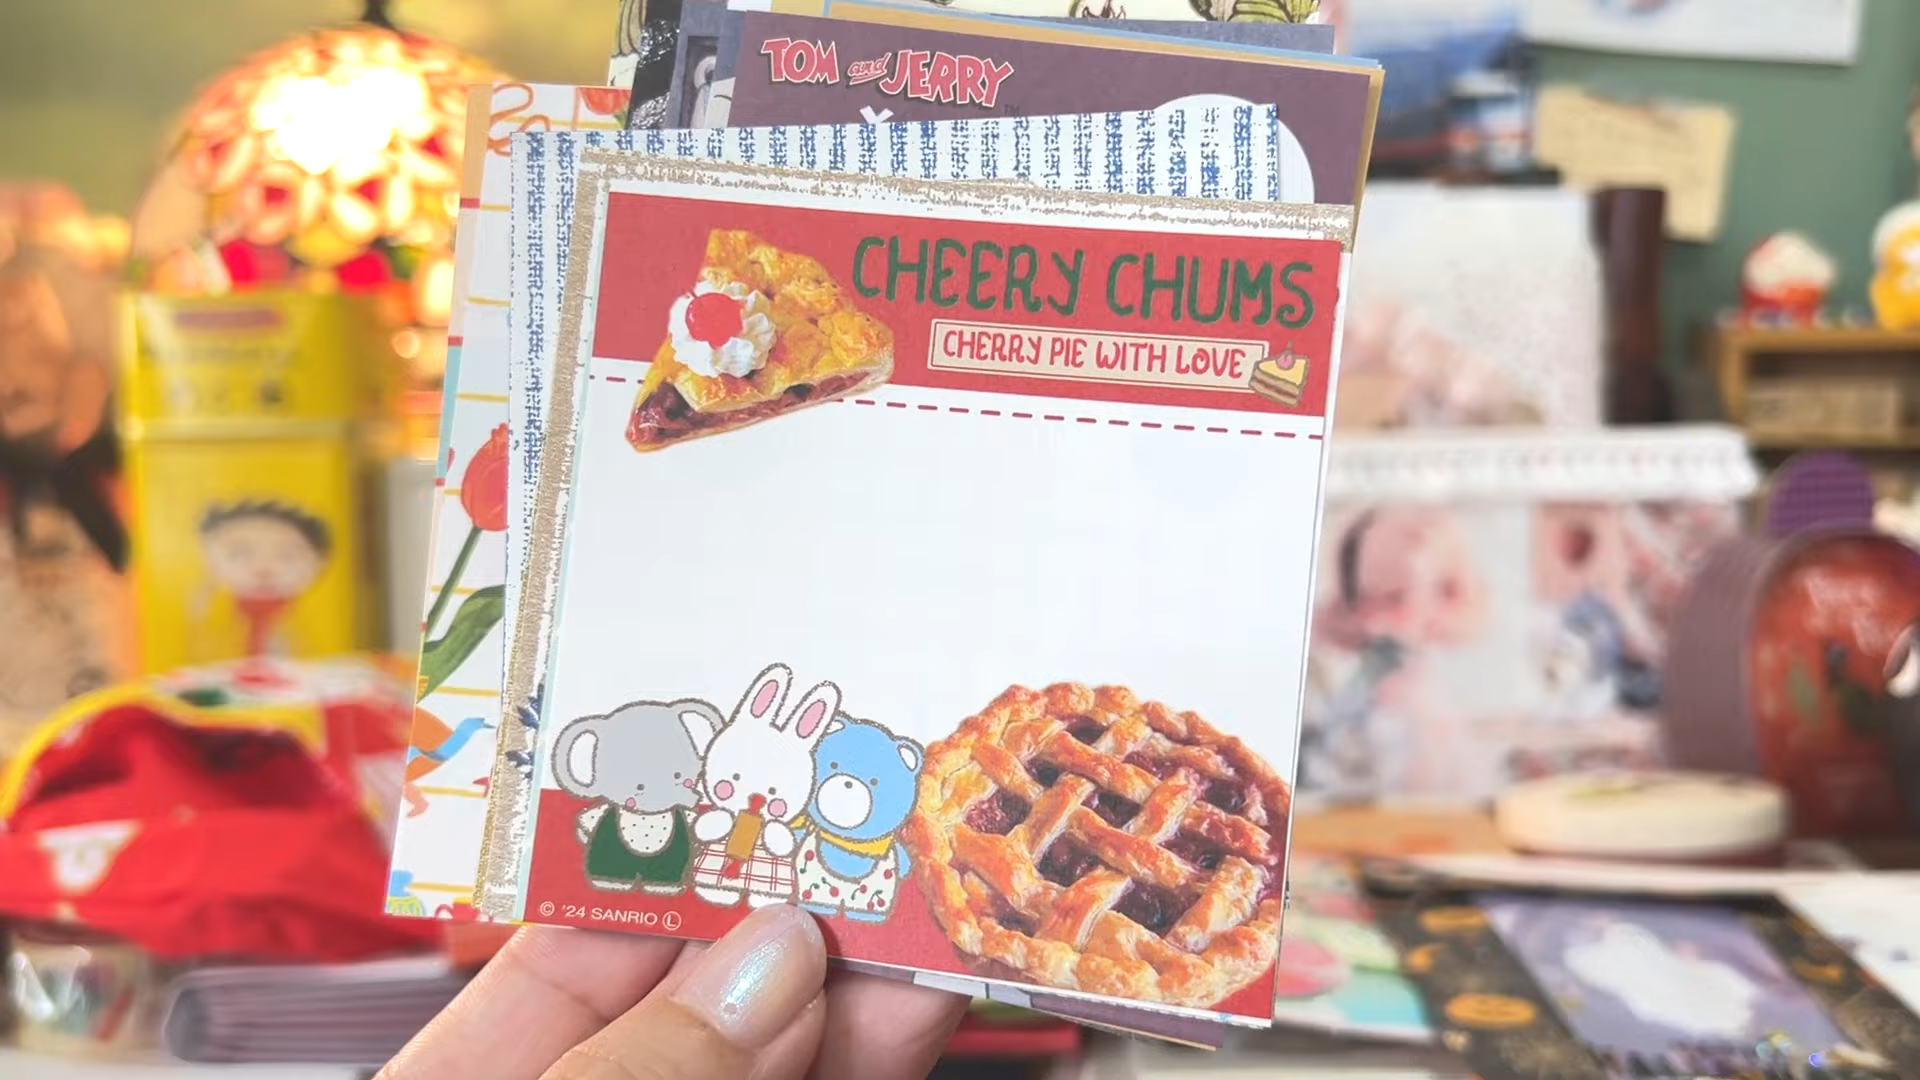 TOM and JERRY
CHEERY CHUMS
CHERRY PIE WITH LOVE
© '24 SANRIO Ⓛ